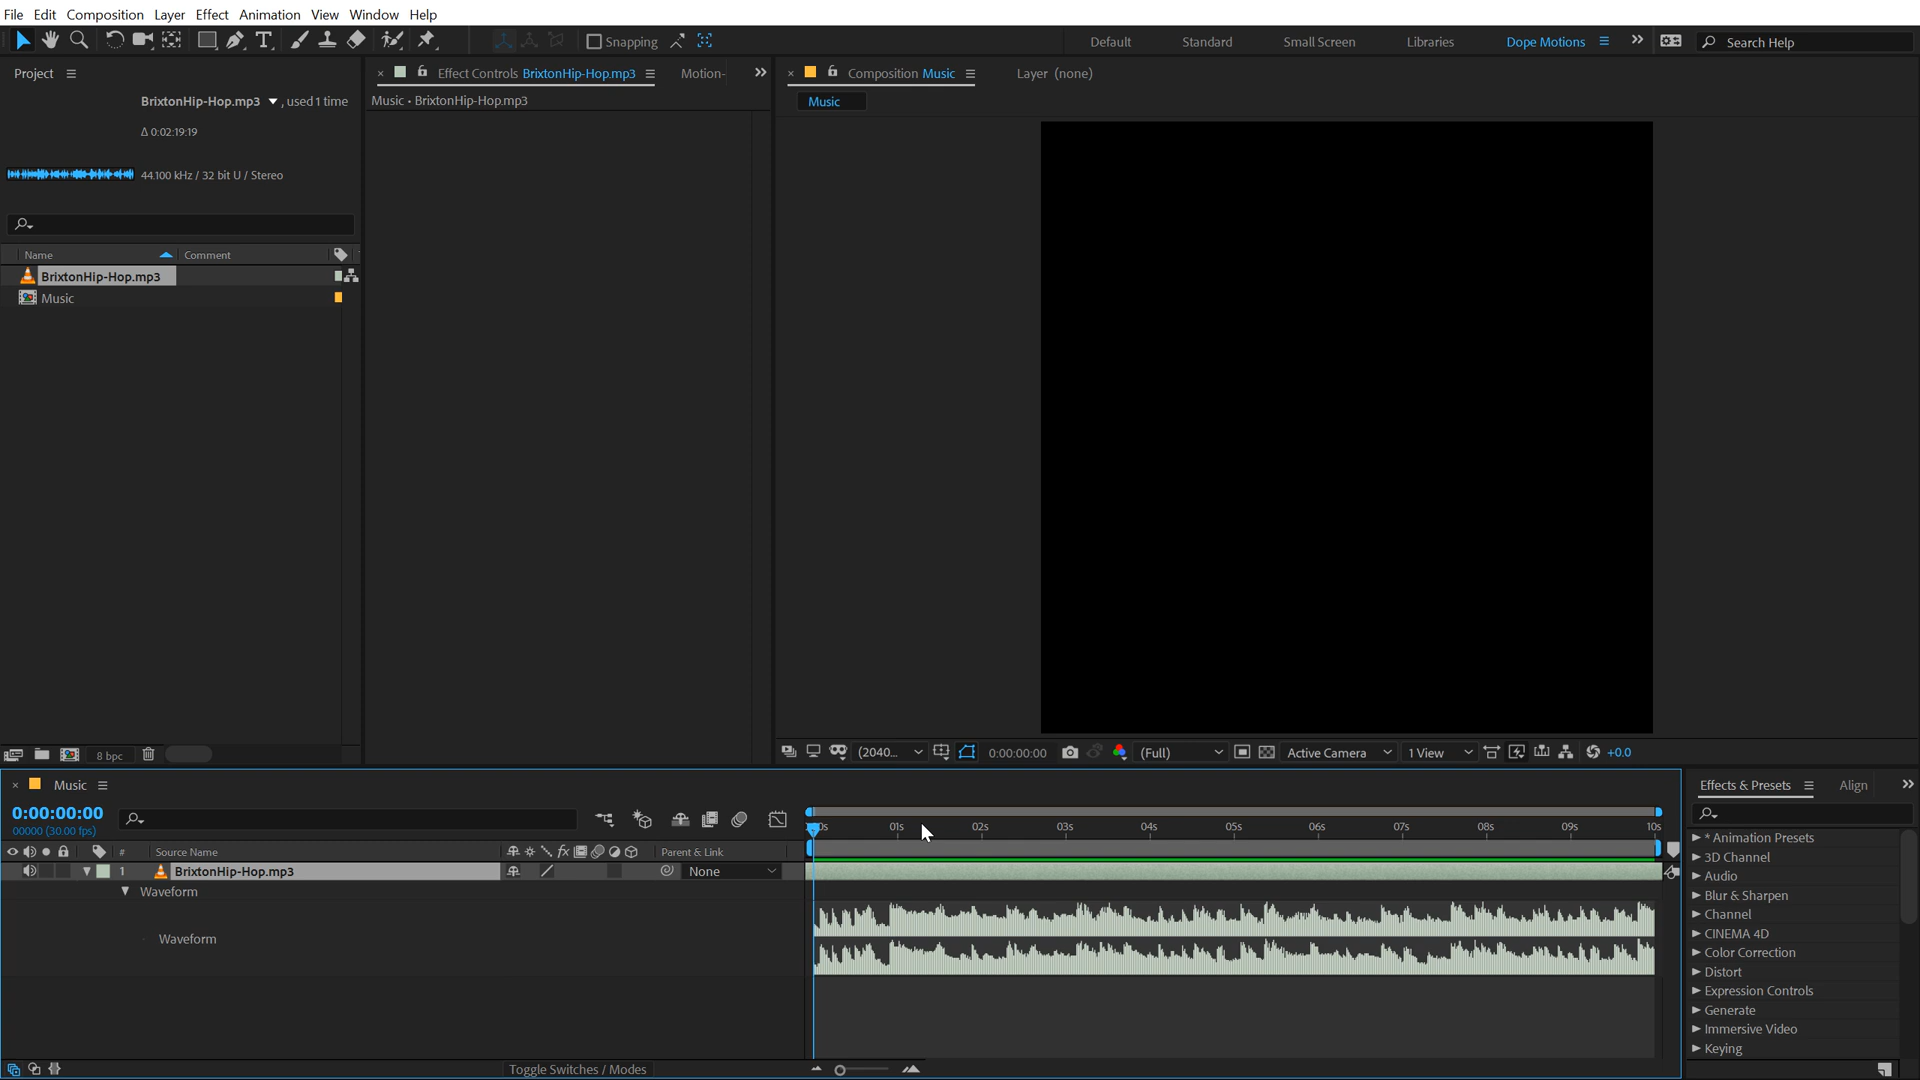 File Edit Composition Layer Effect Animation View Window Help
Snapping
Default Standard Small Screen Libraries Dope Motions Search Help
Project
BrixtonHip-Hop.mp3 , used 1 time
Δ 0:02:19:19
44.100 kHz / 32 bit U / Stereo
Name Comment
BrixtonHip-Hop.mp3
Music
8 bpc
Effect Controls BrixtonHip-Hop.mp3 Motion-
Music • BrixtonHip-Hop.mp3
Composition Music Layer (none)
Music
(2040... 0:00:00:00 (Full) Active Camera 1 View +0.0
Music
0:00:00:00
00000 (30.00 fps)
# Source Name Parent & Link
1 BrixtonHip-Hop.mp3 None
Waveform
Waveform
Toggle Switches / Modes
01s 02s 03s 04s 05s 06s 07s 08s 09s 10s
Effects & Presets Align
* Animation Presets
3D Channel
Audio
Blur & Sharpen
Channel
CINEMA 4D
Color Correction
Distort
Expression Controls
Generate
Immersive Video
Keying